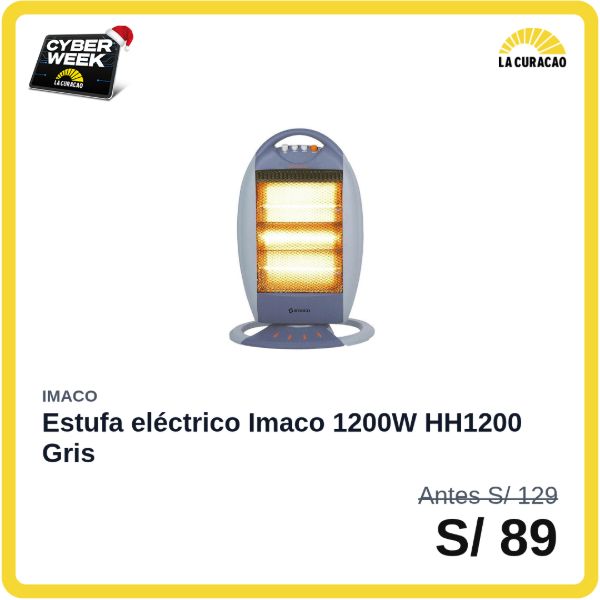 CYBER
WEEK
LA CURACAO
LA CURACAO
IMACO
Estufa eléctrico Imaco 1200W HH1200
Gris
Antes S/ 129
S/ 89